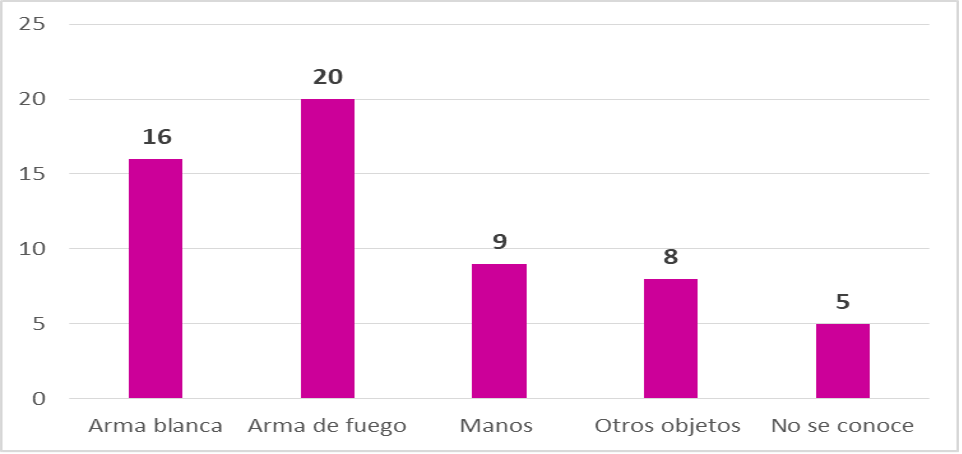 25
20
15
10
5
0
16
20
9
8
5
Arma blanca
Arma de fuego
Manos
Otros objetos
No se conoce